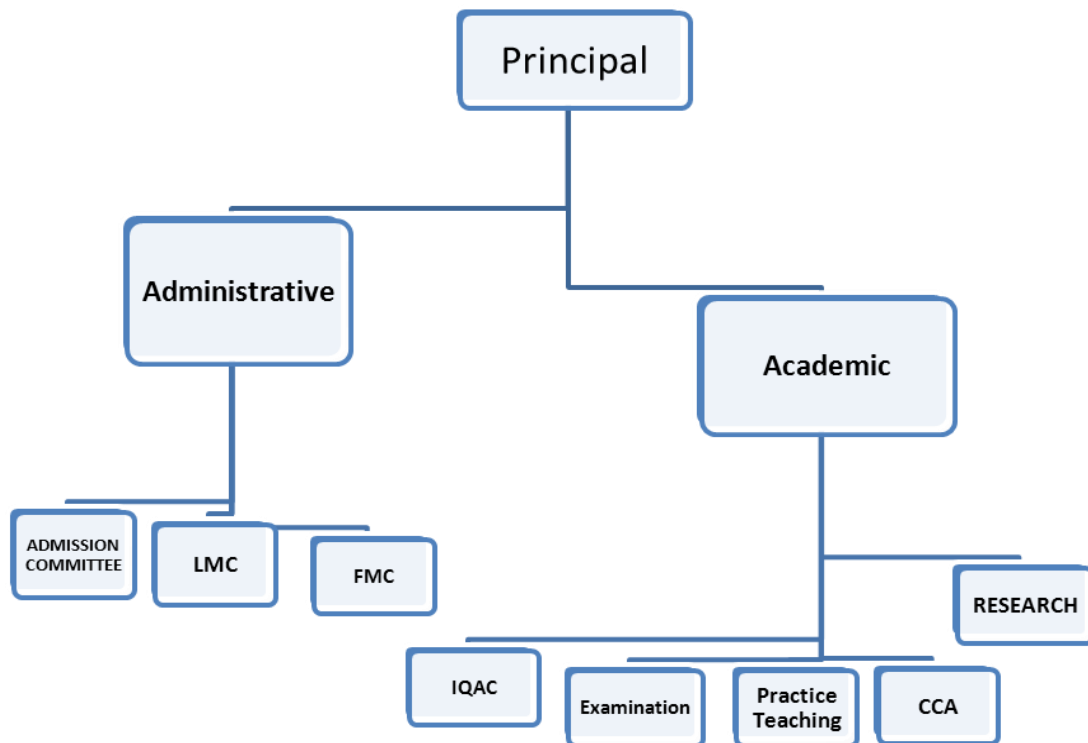 Principal
Administrative
Academic
ADMISSION
COMMITTEE
LMC
FMC
RESEARCH
IQAC
Examination
Practice
Teaching
CCA